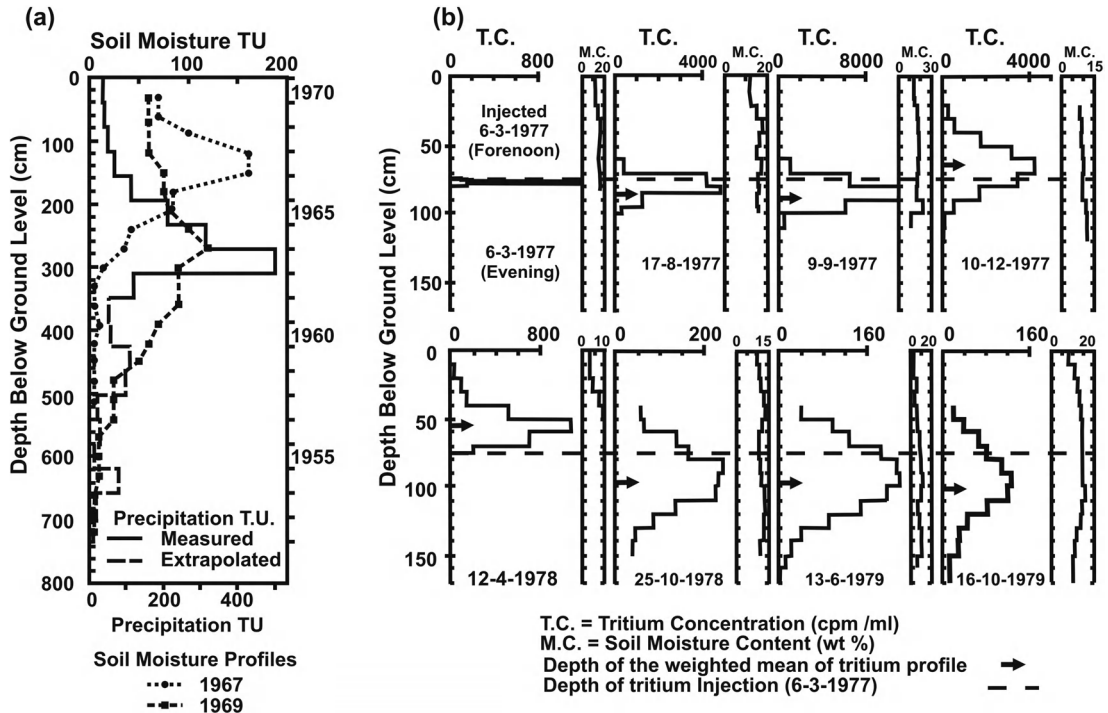 (a)
Soil Moisture TU
0 100 200
0
100
200
300
400
500
600
700
800
Depth Below Ground Level (cm)
1970
1965
1960
1955
Precipitation T.U.
Measured
Extrapolated
0 200 400
Precipitation TU
Soil Moisture Profiles
1967
1969
(b)
T.C. M.C. T.C. M.C. T.C. M.C. T.C. M.C.
0 800 0 20 0 4000 0 20 0 8000 0 30 0 4000 0 15
0
50
100
150
Injected
6-3-1977
(Forenoon)
6-3-1977
(Evening)
17-8-1977
9-9-1977
10-12-1977
Depth Below Ground Level (cm)
0 800 0 10 0 200 0 15 0 160 0 20 0 160 0 20
0
50
100
150
12-4-1978
25-10-1978
13-6-1979
16-10-1979
T.C. = Tritium Concentration (cpm /ml)
M.C. = Soil Moisture Content (wt %)
Depth of the weighted mean of tritium profile
Depth of tritium Injection (6-3-1977)